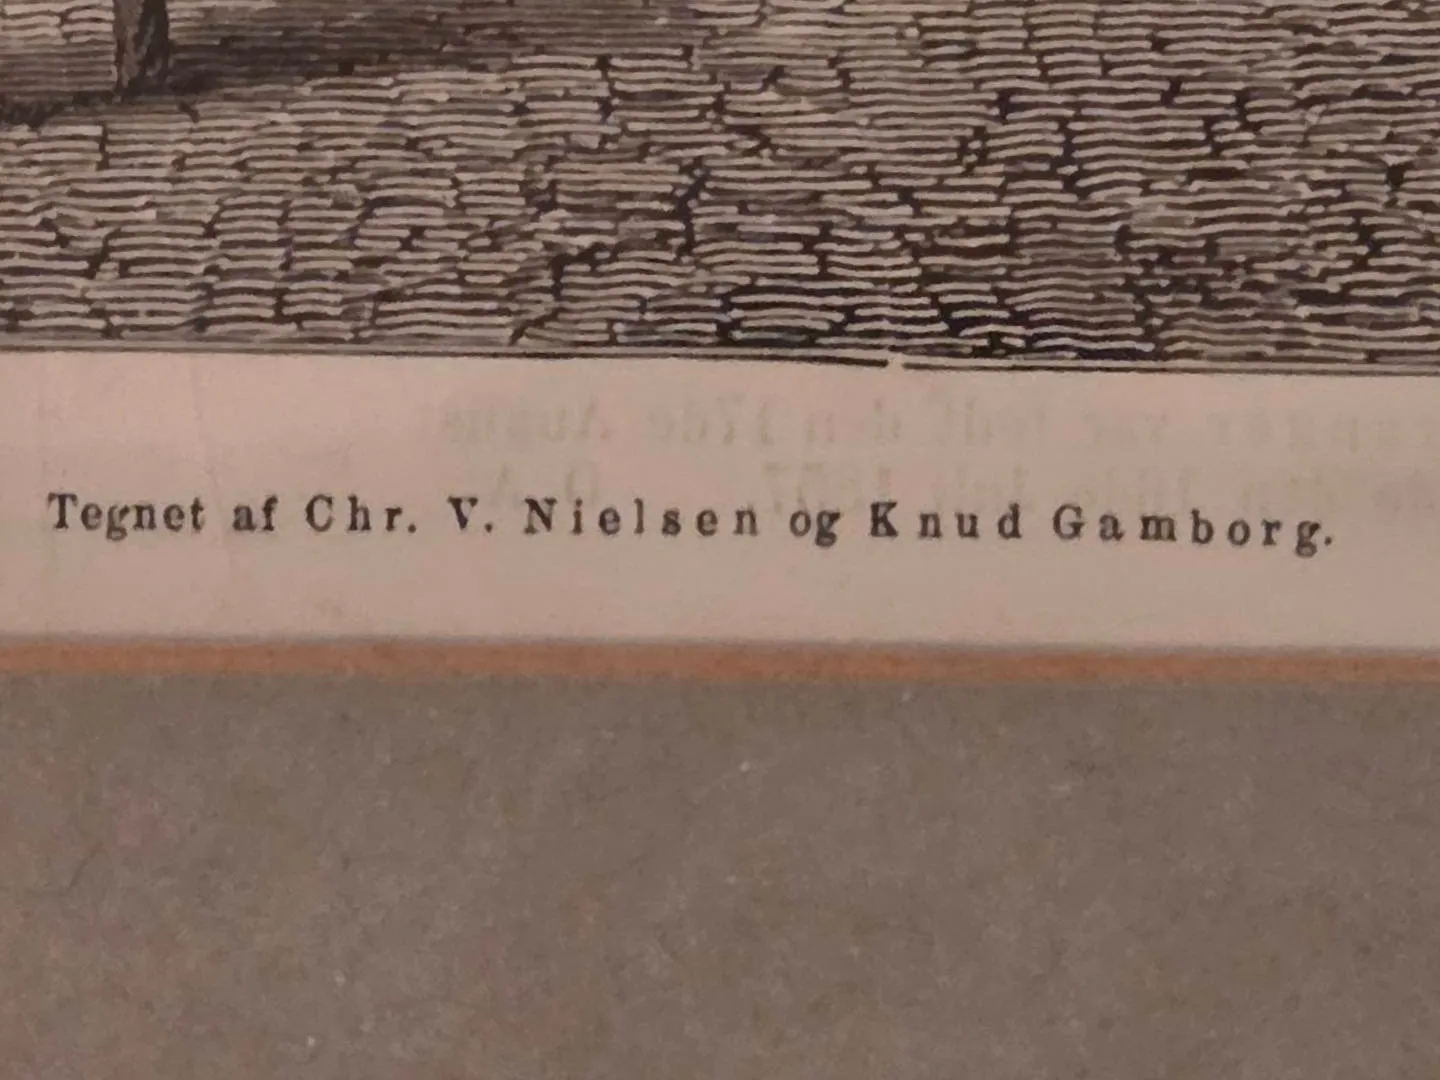 Tegnet af Chr. V. Nielsen og Knud Gamborg.